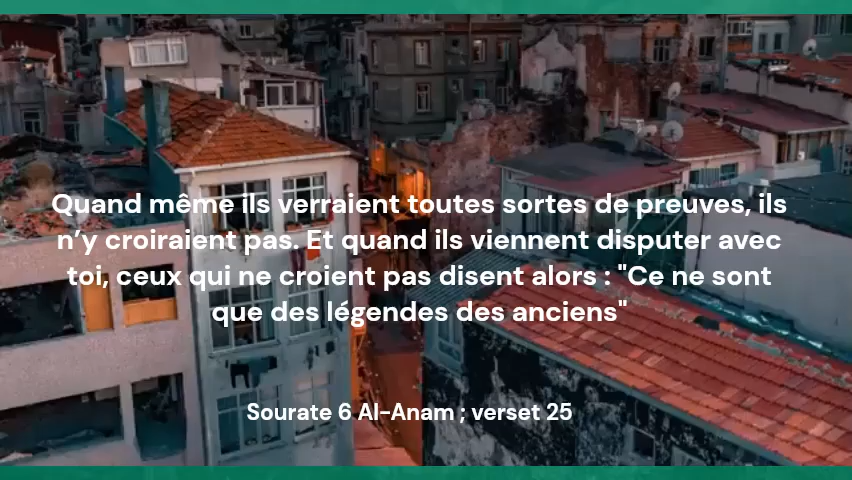 Quand même ils verraient toutes sortes de preuves, ils
n’y croiraient pas. Et quand ils viennent disputer avec
toi, ceux qui ne croient pas disent alors : "Ce ne sont
que des légendes des anciens"
Sourate 6 Al-Anam ; verset 25